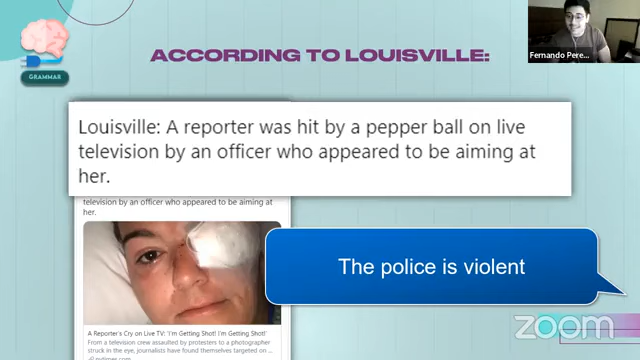 ACCORDING TO LOUISVILLE:
GRAMMAR
Fernando Pere...
Louisville: A reporter was hit by a pepper ball on live
television by an officer who appeared to be aiming at
her.
television by an officer who appeared to be aiming at
her.
The police is violent
A Reporter's Cry on Live TV: 'I'm Getting Shot! I'm Getting Shot!'
From a television crew assaulted by protesters to a photographer
struck in the eye, journalists have found themselves targeted on ...
nytimes.com
zoom